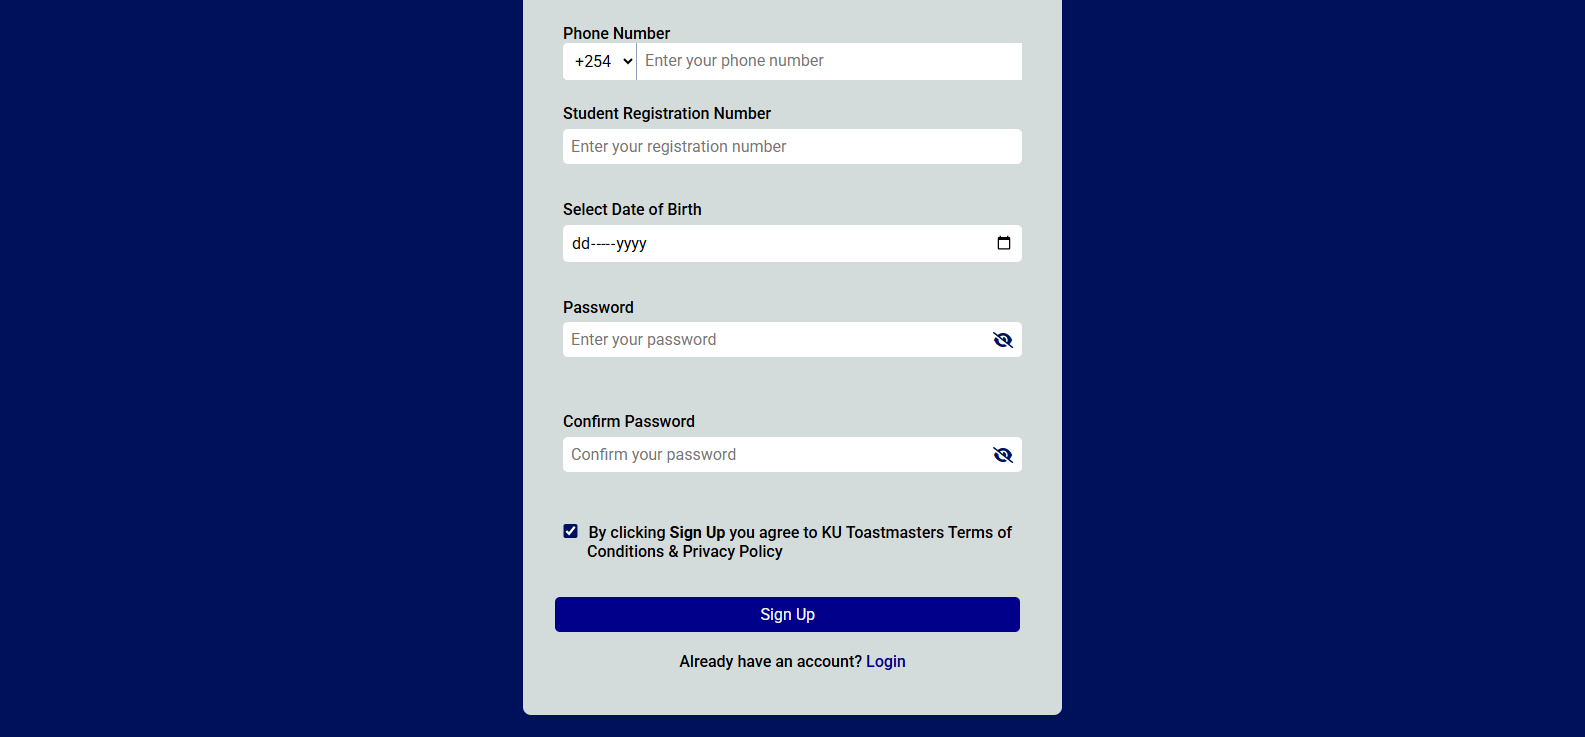 Phone Number
+254 Enter your phone number
Student Registration Number
Enter your registration number
Select Date of Birth
dd-----yyyy
Password
Enter your password
Confirm Password
Confirm your password
By clicking Sign Up you agree to KU Toastmasters Terms of
Conditions & Privacy Policy
Sign Up
Already have an account? Login